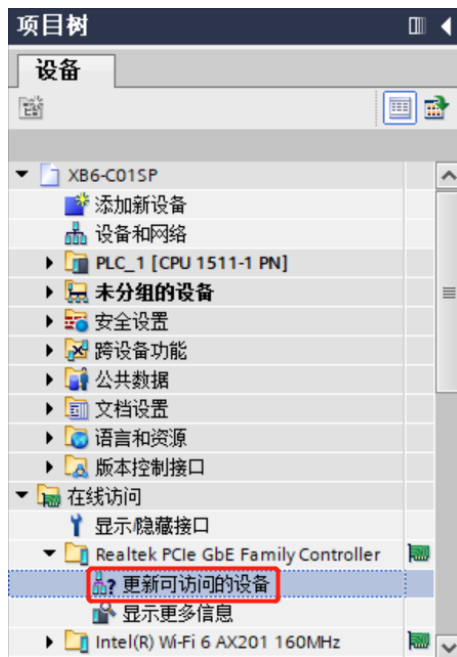 项目树
设备
XB6-C01SP
添加新设备
设备和网络
PLC_1 [CPU 1511-1 PN]
未分组的设备
安全设置
跨设备功能
公共数据
文档设置
语言和资源
版本控制接口
在线访问
显示/隐藏接口
Realtek PCIe GbE Family Controller
更新可访问的设备
显示更多信息
Intel(R) Wi-Fi 6 AX201 160MHz